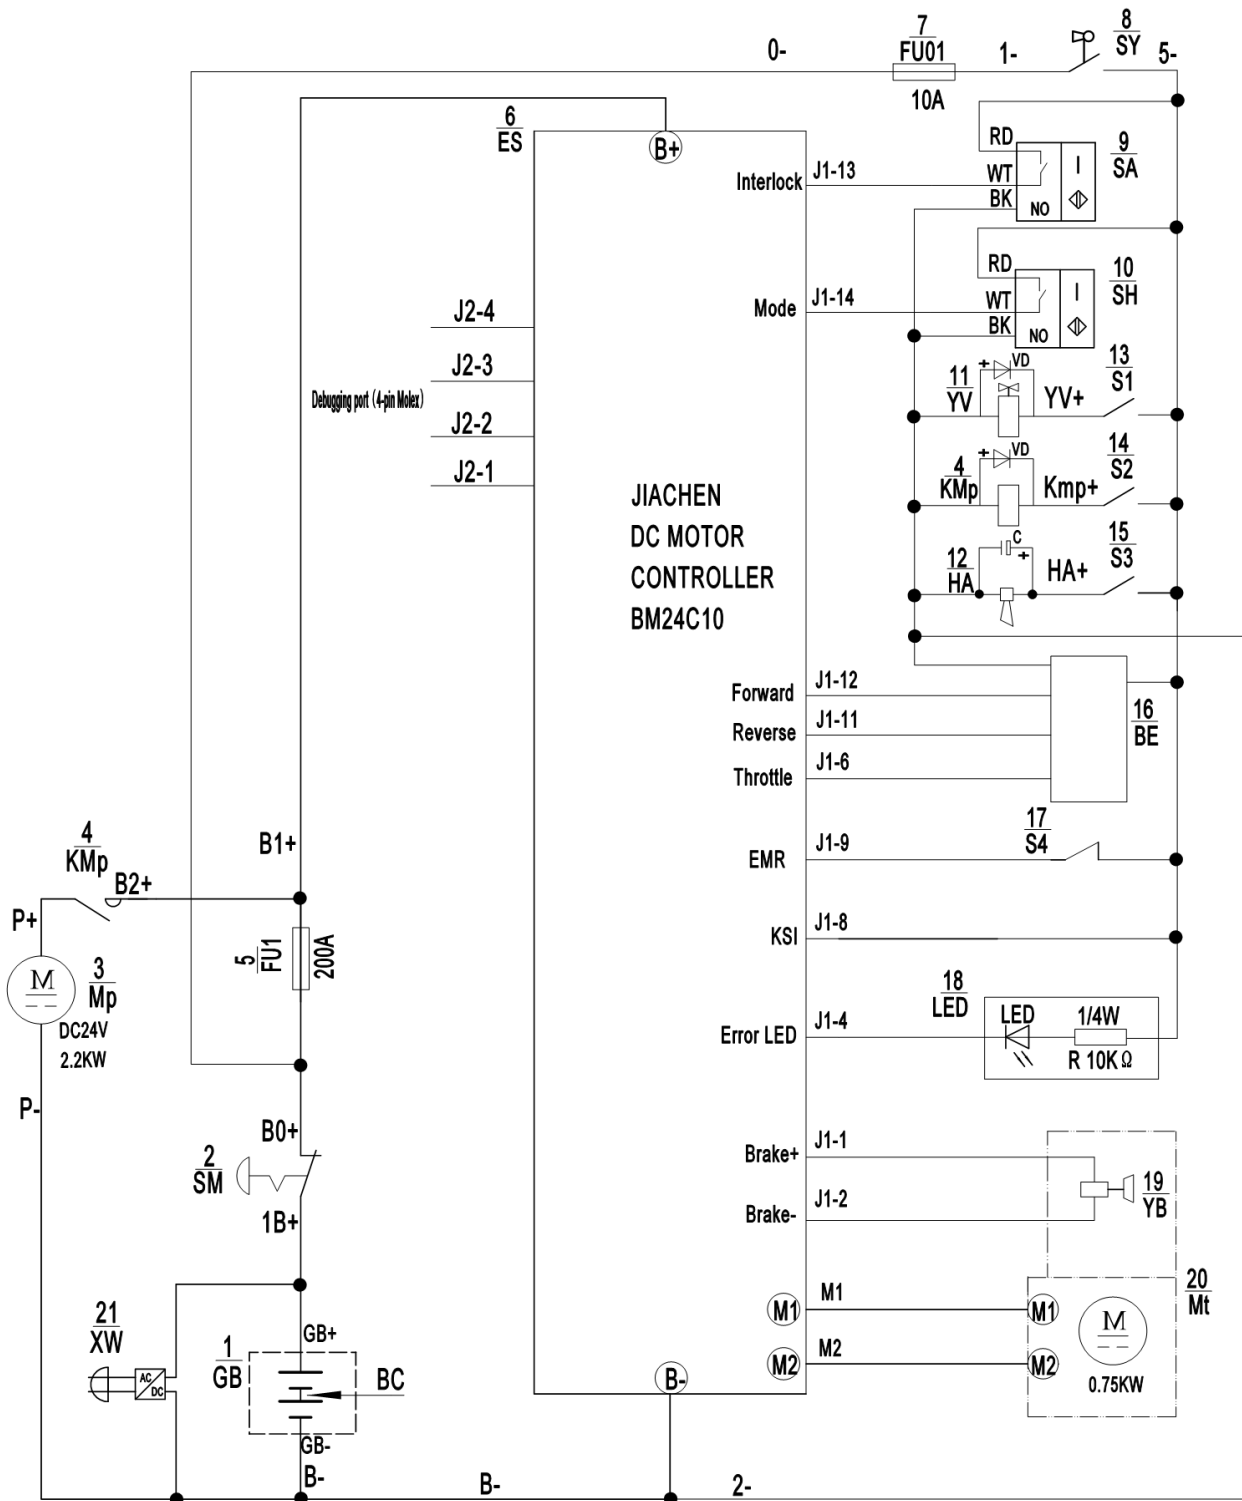 7
FU01
8
SY
0-
1-
5-
10A
6
ES
B+
RD
9
SA
Interlock
J1-13
WT
I
BK
NO
RD
10
SH
Mode
J1-14
WT
I
BK
NO
J2-4
J2-3
Debugging port (4-pin Molex)
J2-2
J2-1
11
YV
+
VD
YV+
13
S1
4
KMp
+
VD
Kmp+
14
S2
JIACHEN
DC MOTOR
CONTROLLER
BM24C10
12
HA
C
+
HA+
15
S3
Forward
J1-12
Reverse
J1-11
16
BE
Throttle
J1-6
4
KMp
B1+
17
S4
EMR
J1-9
B2+
P+
KSI
J1-8
5
FU1
200A
M
3
Mp
DC24V
2.2KW
18
LED
LED
1/4W
Error LED
J1-4
R 10KΩ
P-
B0+
Brake+
J1-1
2
SM
19
YB
Brake-
J1-2
1B+
20
Mt
21
XW
M1
M1
M1
M
GB+
1
GB
BC
AC
DC
M2
M2
M2
0.75KW
B-
GB-
B-
B-
2-